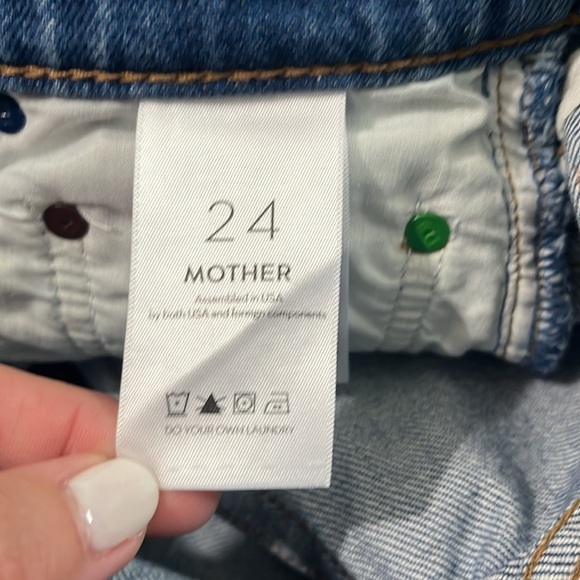 24
MOTHER
Assembled in USA
by both USA and foreign components
DO YOUR OWN LAUNDRY